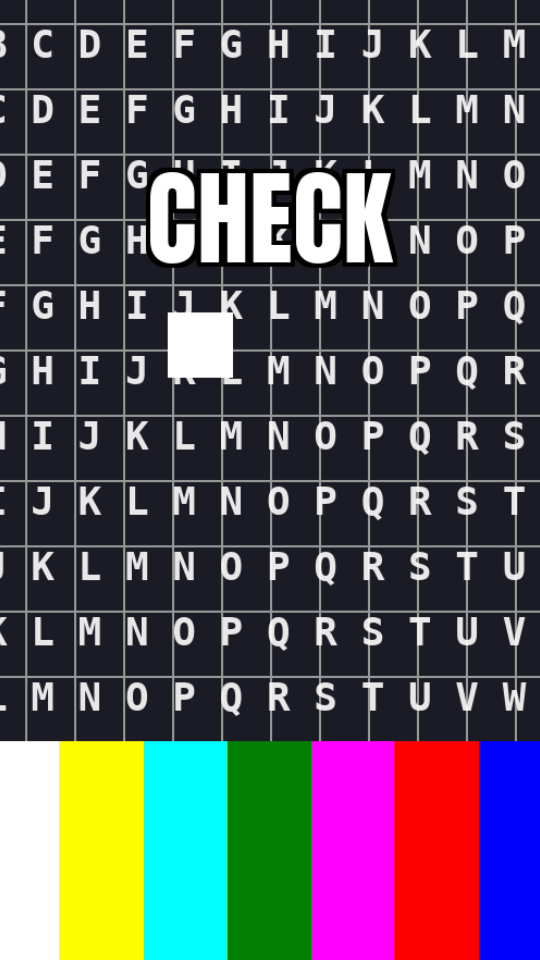 B C D E F G H I J K L M
C D E F G H I J K L M N
D E F G H I J K L M N O
CHECK
E F G H K N O P
F G H I J K L M N O P Q
G H I J K L M N O P Q R
H I J K L M N O P Q R S
I J K L M N O P Q R S T
J K L M N O P Q R S T U
K L M N O P Q R S T U V
L M N O P Q R S T U V W